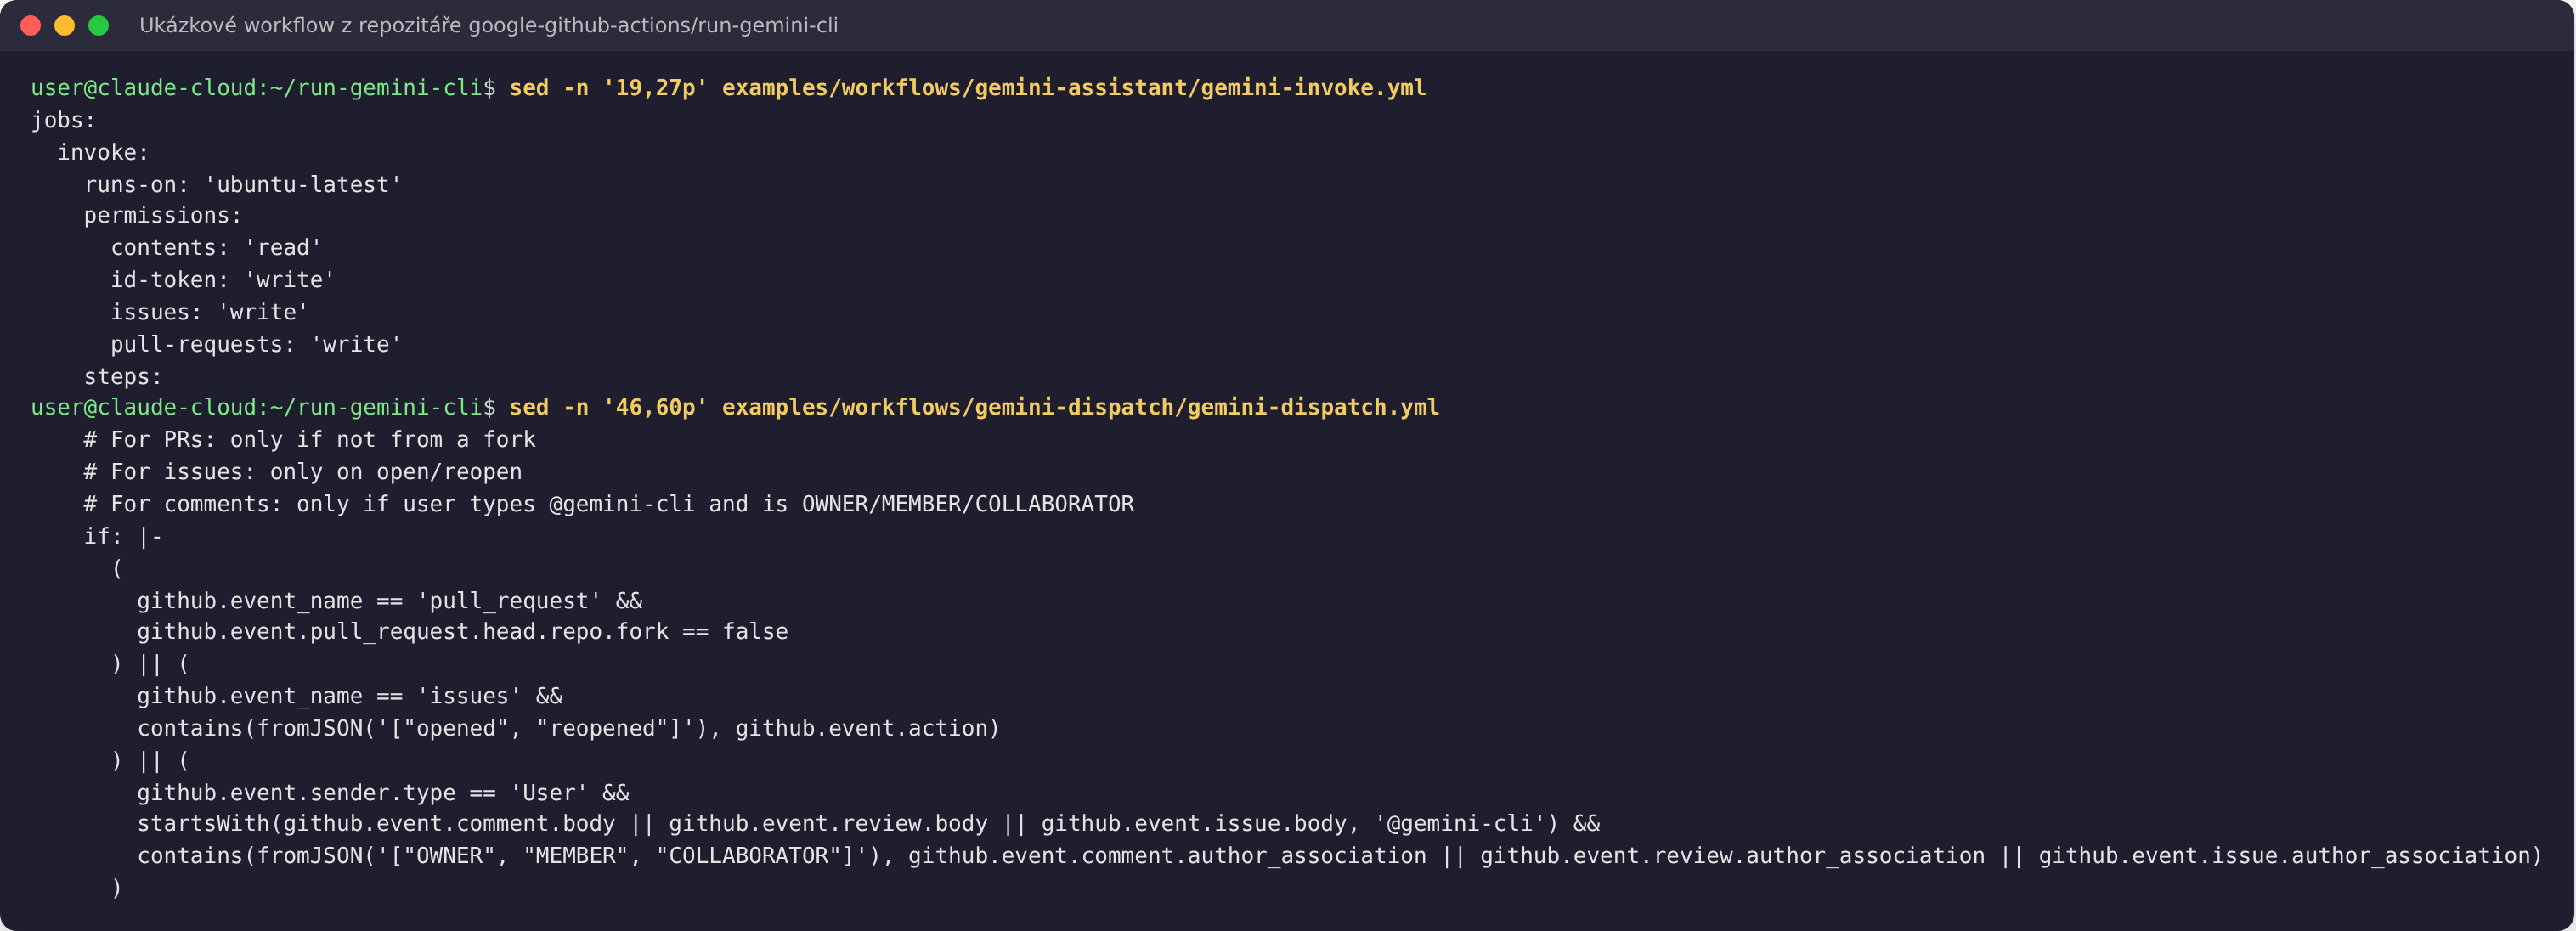 Ukázkové workflow z repozitáře google-github-actions/run-gemini-cli
user@claude-cloud:~/run-gemini-cli$ sed -n '19,27p' examples/workflows/gemini-assistant/gemini-invoke.yml
jobs:
  invoke:
    runs-on: 'ubuntu-latest'
    permissions:
      contents: 'read'
      id-token: 'write'
      issues: 'write'
      pull-requests: 'write'
    steps:
user@claude-cloud:~/run-gemini-cli$ sed -n '46,60p' examples/workflows/gemini-dispatch/gemini-dispatch.yml
    # For PRs: only if not from a fork
    # For issues: only on open/reopen
    # For comments: only if user types @gemini-cli and is OWNER/MEMBER/COLLABORATOR
    if: |-
      (
        github.event_name == 'pull_request' &&
        github.event.pull_request.head.repo.fork == false
      ) || (
        github.event_name == 'issues' &&
        contains(fromJSON('["opened", "reopened"]'), github.event.action)
      ) || (
        github.event.sender.type == 'User' &&
        startsWith(github.event.comment.body || github.event.review.body || github.event.issue.body, '@gemini-cli') &&
        contains(fromJSON('["OWNER", "MEMBER", "COLLABORATOR"]'), github.event.comment.author_association || github.event.review.author_association || github.event.issue.author_association)
      )